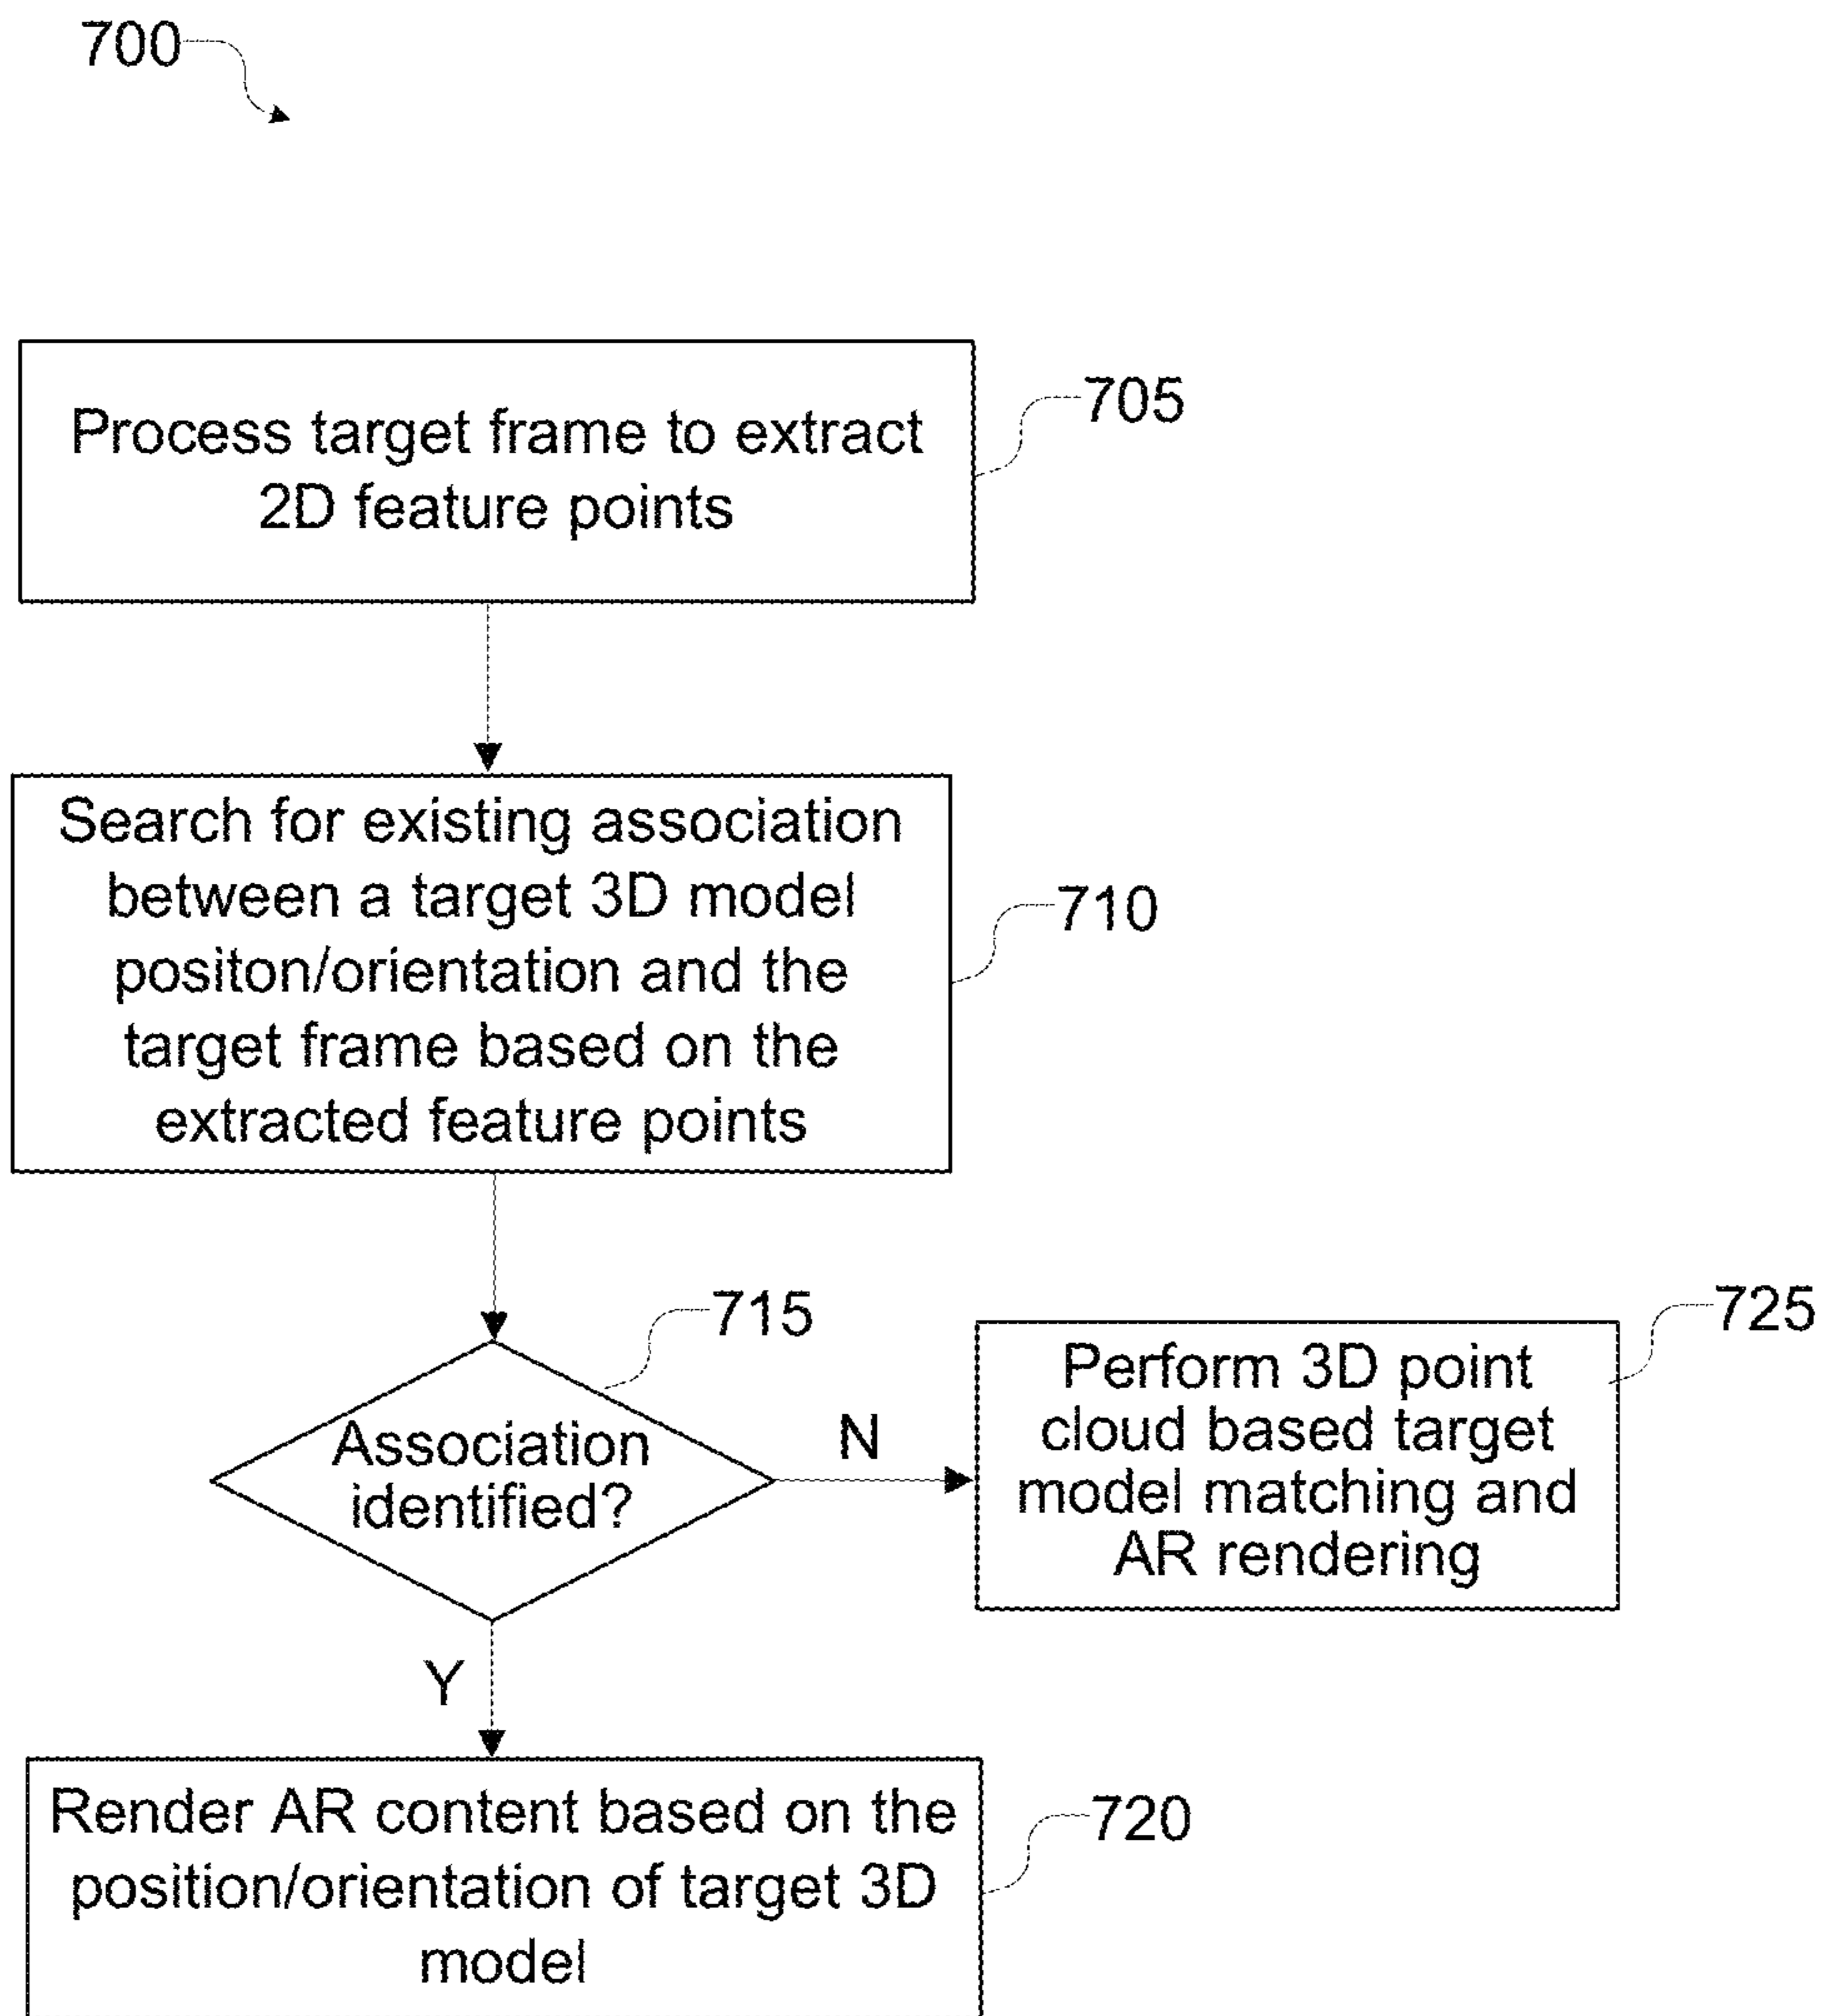 700
Process target frame to extract
2D feature points
705
Search for existing association
between a target 3D model
positon/orientation and the
target frame based on the
extracted feature points
710
Association
identified?
715
N
Perform 3D point
cloud based target
model matching and
AR rendering
725
Y
Render AR content based on the
position/orientation of target 3D
model
720